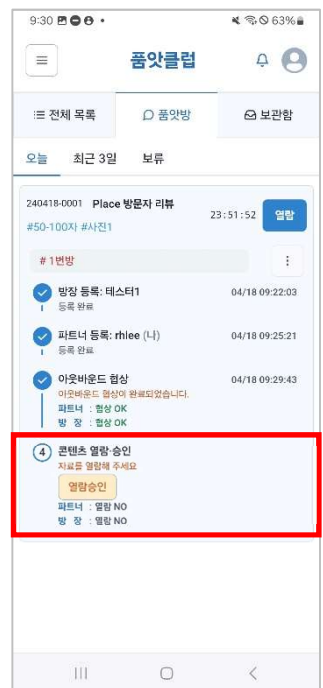 9:30
63%
품앗클럽
전체 목록
품앗방
보관함
오늘 최근 3일 보류
240418-0001 Place 방문자 리뷰
23:51:52 열람
#50-100자 #사진1
# 1번방
방장 등록: 테스터1 04/18 09:22:03
등록 완료
파트너 등록: rhlee (나) 04/18 09:25:21
등록 완료
아웃바운드 협상 04/18 09:29:43
아웃바운드 협상이 완료되었습니다.
파트너 : 협상 OK
방 장 : 협상 OK
4 콘텐츠 열람·승인
자료를 열람해 주세요
열람승인
파트너 : 열람 NO
방 장 : 열람 NO